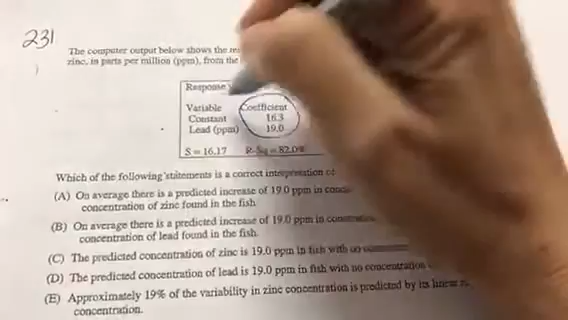 231
The computer output below shows the
zinc, in parts per million (ppm), from the
Response
Variable Coefficient
Constant 16.3
Lead (ppm) 19.0
S = 16.17 R-Sq = 82.0%
Which of the following statements is a correct interpretation of
(A) On average there is a predicted increase of 19.0 ppm in
concentration of zinc found in the fish.
(B) On average there is a predicted increase of 19.0 ppm in
concentration of lead found in the fish.
(C) The predicted concentration of zinc is 19.0 ppm in fish with no
(D) The predicted concentration of lead is 19.0 ppm in fish with no concentration
(E) Approximately 19% of the variability in zinc concentration is predicted by its linear
concentration.